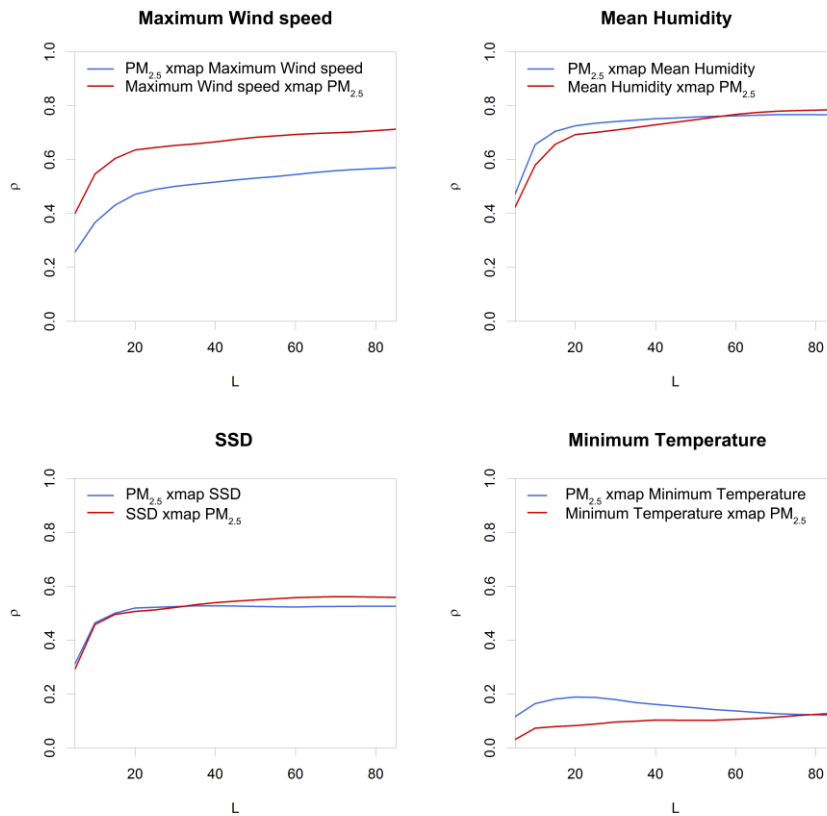 Maximum Wind speed
PM2.5 xmap Maximum Wind speed
Maximum Wind speed xmap PM2.5
ρ
0.0 0.2 0.4 0.6 0.8 1.0
20 40 60 80
L
Mean Humidity
PM2.5 xmap Mean Humidity
Mean Humidity xmap PM2.5
ρ
0.0 0.2 0.4 0.6 0.8 1.0
20 40 60 80
L
SSD
PM2.5 xmap SSD
SSD xmap PM2.5
ρ
0.0 0.2 0.4 0.6 0.8 1.0
20 40 60 80
L
Minimum Temperature
PM2.5 xmap Minimum Temperature
Minimum Temperature xmap PM2.5
ρ
0.0 0.2 0.4 0.6 0.8 1.0
20 40 60 80
L